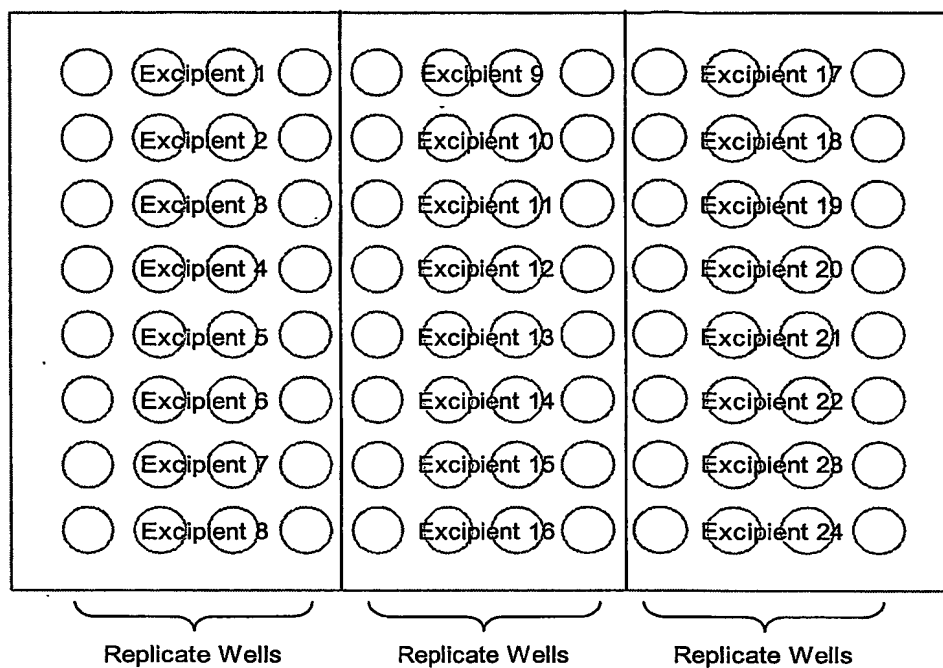 Excipient 1 Excipient 9 Excipient 17
Excipient 2 Excipient 10 Excipient 18
Excipient 3 Excipient 11 Excipient 19
Excipient 4 Excipient 12 Excipient 20
Excipient 5 Excipient 13 Excipient 21
Excipient 6 Excipient 14 Excipient 22
Excipient 7 Excipient 15 Excipient 23
Excipient 8 Excipient 16 Excipient 24
Replicate Wells Replicate Wells Replicate Wells